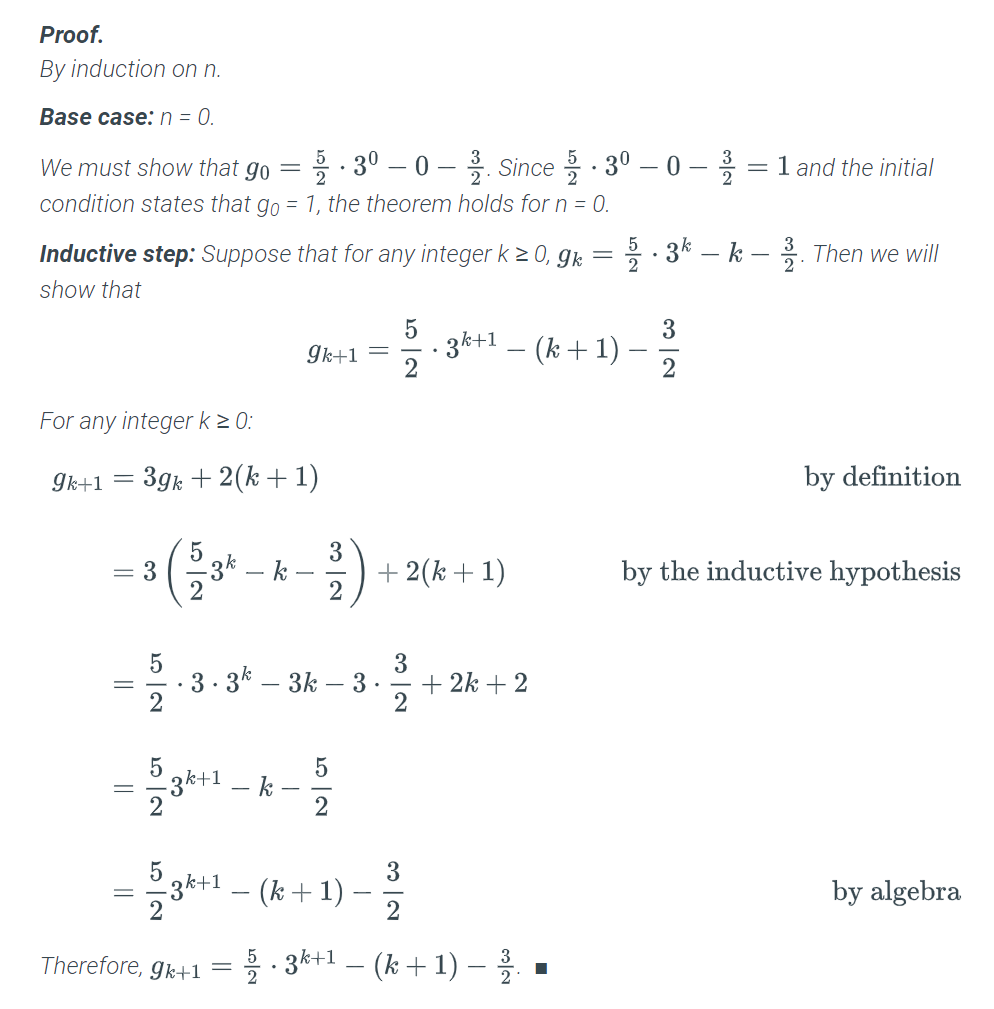 Proof.
By induction on n.
Base case: n = 0.
We must show that $g_0 = \frac{5}{2} \cdot 3^0 - 0 - \frac{3}{2}$. Since $\frac{5}{2} \cdot 3^0 - 0 - \frac{3}{2} = 1$ and the initial
condition states that $g_0$ = 1, the theorem holds for n = 0.
Inductive step: Suppose that for any integer k ≥ 0, $g_k = \frac{5}{2} \cdot 3^k - k - \frac{3}{2}$. Then we will
show that
$g_{k+1} = \frac{5}{2} \cdot 3^{k+1} - (k+1) - \frac{3}{2}$
For any integer k ≥ 0:
$g_{k+1} = 3g_k + 2(k+1)$ by definition
$= 3\left(\frac{5}{2}3^k - k - \frac{3}{2}\right) + 2(k+1)$ by the inductive hypothesis
$= \frac{5}{2} \cdot 3 \cdot 3^k - 3k - 3 \cdot \frac{3}{2} + 2k + 2$
$= \frac{5}{2}3^{k+1} - k - \frac{5}{2}$
$= \frac{5}{2}3^{k+1} - (k+1) - \frac{3}{2}$ by algebra
Therefore, $g_{k+1} = \frac{5}{2} \cdot 3^{k+1} - (k+1) - \frac{3}{2}$. ■